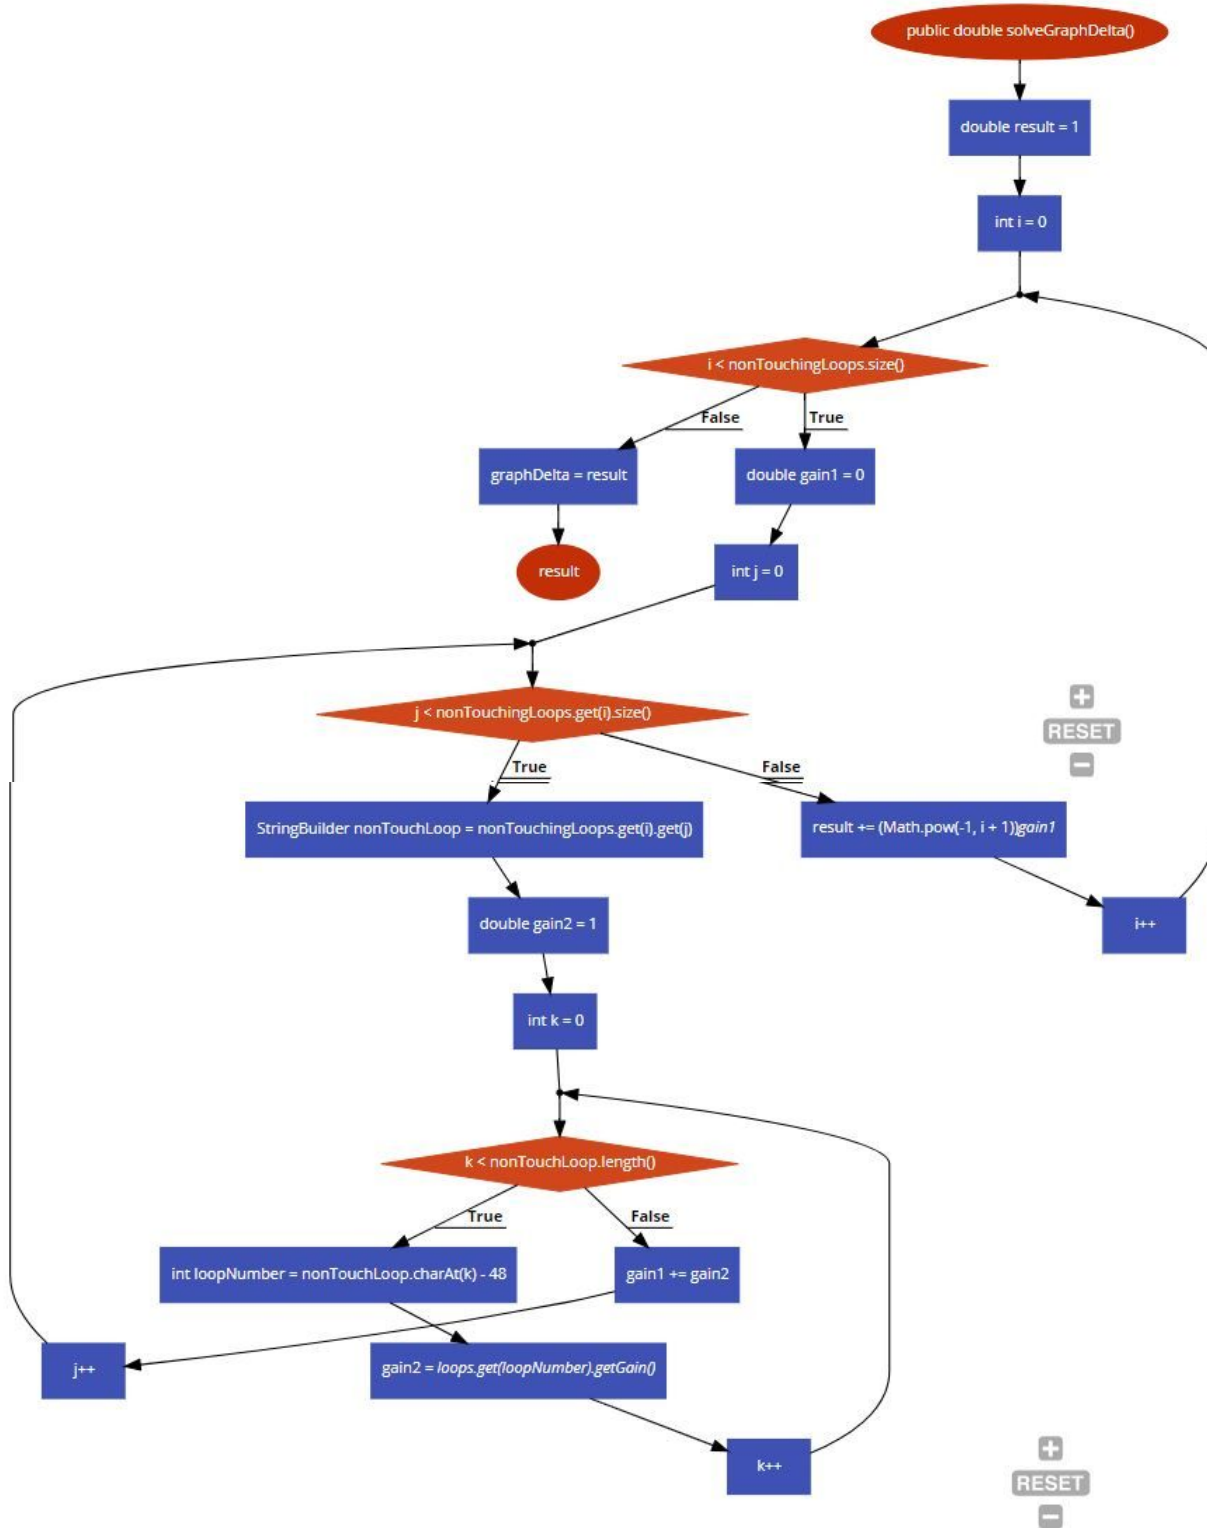 public double solveGraphDelta()
double result = 1
int i = 0
i < nonTouchingLoops.size()
False
True
graphDelta = result
double gain1 = 0
result
int j = 0
j < nonTouchingLoops.get(i).size()
True
False
StringBuilder nonTouchLoop = nonTouchingLoops.get(i).get(j)
result += (Math.pow(-1, i + 1))gain1
double gain2 = 1
i++
int k = 0
k < nonTouchLoop.length()
True
False
int loopNumber = nonTouchLoop.charAt(k) - 48
gain1 += gain2
j++
gain2 = loops.get(loopNumber).getGain()
k++
+
RESET
−
+
RESET
−